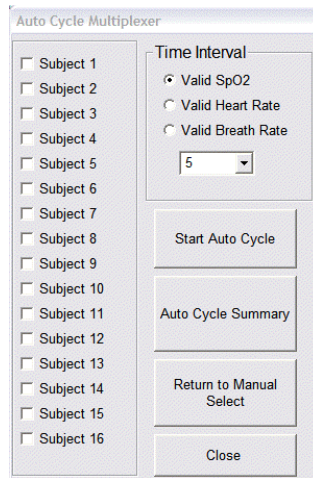 Auto Cycle Multiplexer
Subject 1
Subject 2
Subject 3
Subject 4
Subject 5
Subject 6
Subject 7
Subject 8
Subject 9
Subject 10
Subject 11
Subject 12
Subject 13
Subject 14
Subject 15
Subject 16
Time Interval
Valid SpO2
Valid Heart Rate
Valid Breath Rate
5
Start Auto Cycle
Auto Cycle Summary
Return to Manual
Select
Close